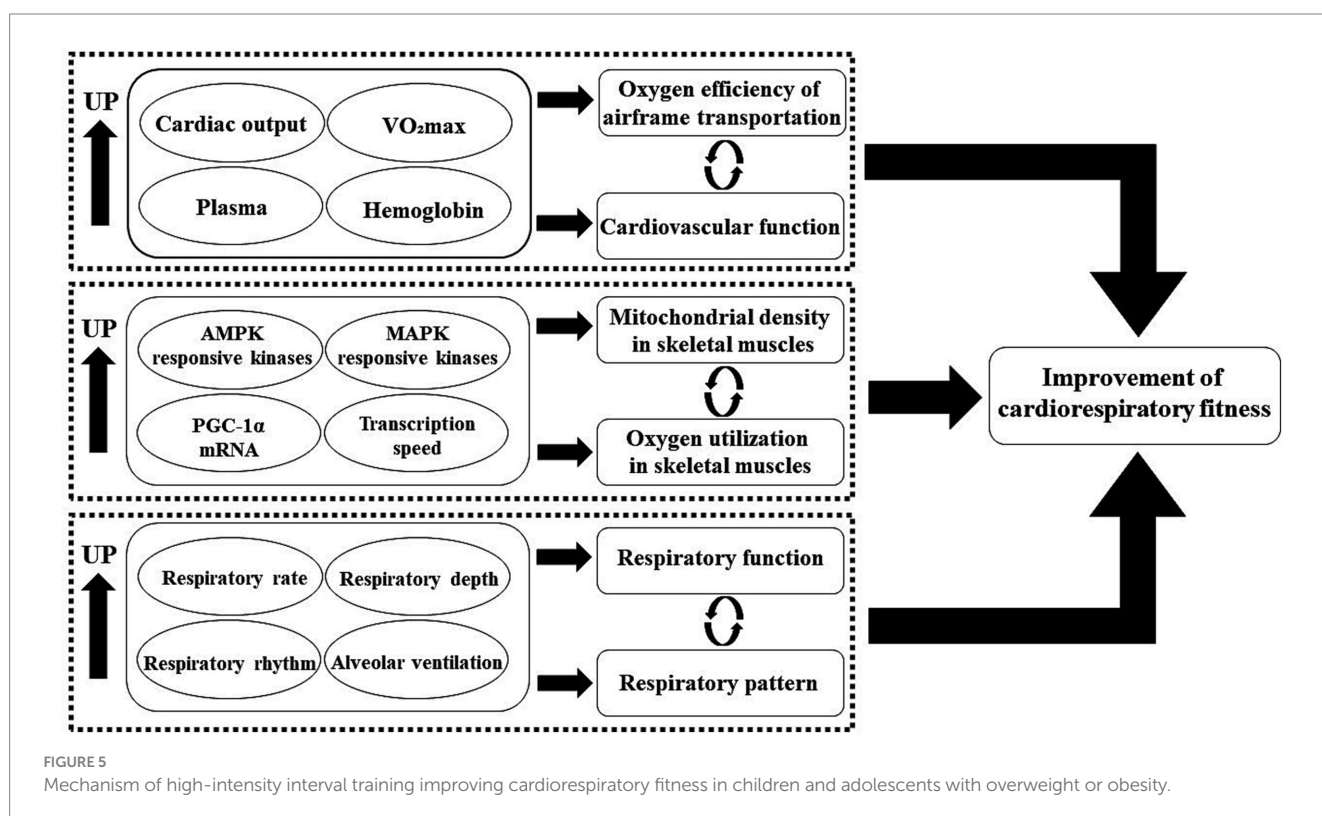 UP
Cardiac output
VO₂max
Plasma
Hemoglobin
Oxygen efficiency of
airframe transportation
Cardiovascular function
UP
AMPK
responsive kinases
MAPK
responsive kinases
PGC-1α
mRNA
Transcription
speed
Mitochondrial density
in skeletal muscles
Oxygen utilization
in skeletal muscles
UP
Respiratory rate
Respiratory depth
Respiratory rhythm
Alveolar ventilation
Respiratory function
Respiratory pattern
Improvement of
cardiorespiratory fitness
FIGURE 5
Mechanism of high-intensity interval training improving cardiorespiratory fitness in children and adolescents with overweight or obesity.